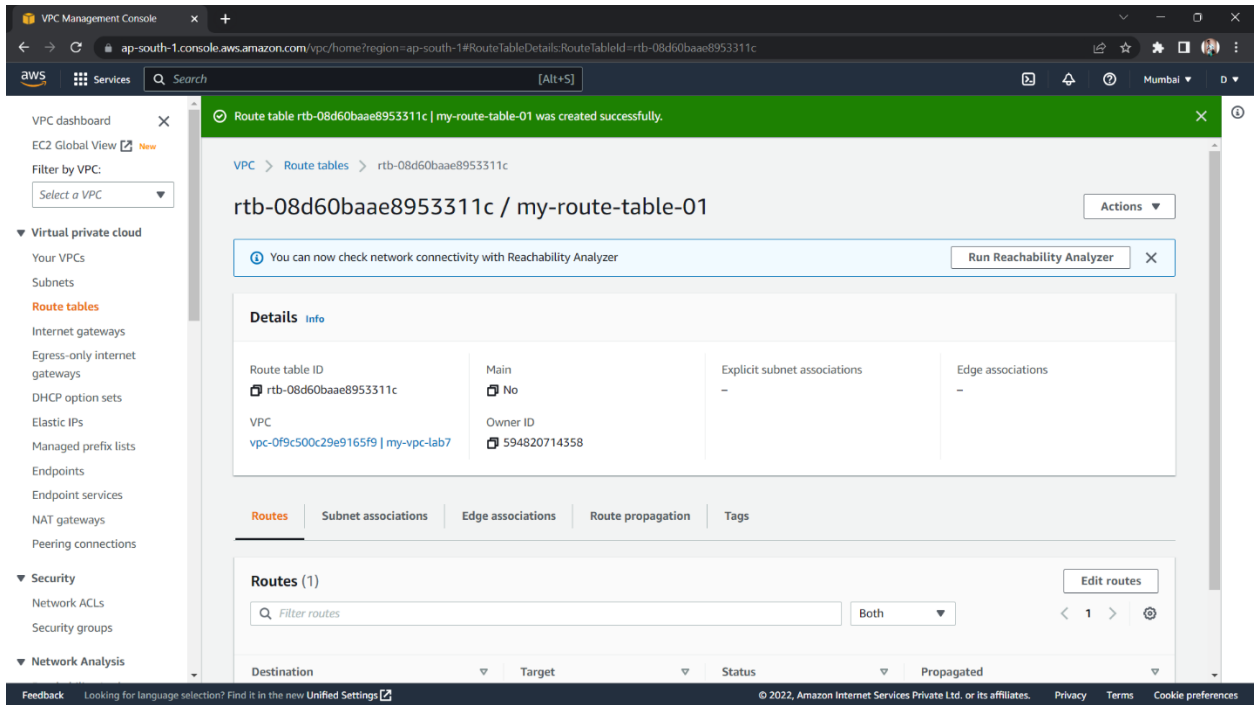 VPC Management Console
ap-south-1.console.aws.amazon.com/vpc/home?region=ap-south-1#RouteTableDetails:RouteTableId=rtb-08d60baae8953311c
aws Services Search [Alt+S] Mumbai D
VPC dashboard
EC2 Global View New
Filter by VPC:
Select a VPC
Virtual private cloud
Your VPCs
Subnets
Route tables
Internet gateways
Egress-only internet
gateways
DHCP option sets
Elastic IPs
Managed prefix lists
Endpoints
Endpoint services
NAT gateways
Peering connections
Security
Network ACLs
Security groups
Network Analysis
Route table rtb-08d60baae8953311c | my-route-table-01 was created successfully.
VPC > Route tables > rtb-08d60baae8953311c
rtb-08d60baae8953311c / my-route-table-01
Actions
You can now check network connectivity with Reachability Analyzer
Run Reachability Analyzer
Details Info
Route table ID
rtb-08d60baae8953311c
Main
No
Explicit subnet associations
–
Edge associations
–
VPC
vpc-0f9c500c29e9165f9 | my-vpc-lab7
Owner ID
594820714358
Routes Subnet associations Edge associations Route propagation Tags
Routes (1)
Edit routes
Filter routes
Both
1
Destination Target Status Propagated
Feedback Looking for language selection? Find it in the new Unified Settings © 2022, Amazon Internet Services Private Ltd. or its affiliates. Privacy Terms Cookie preferences